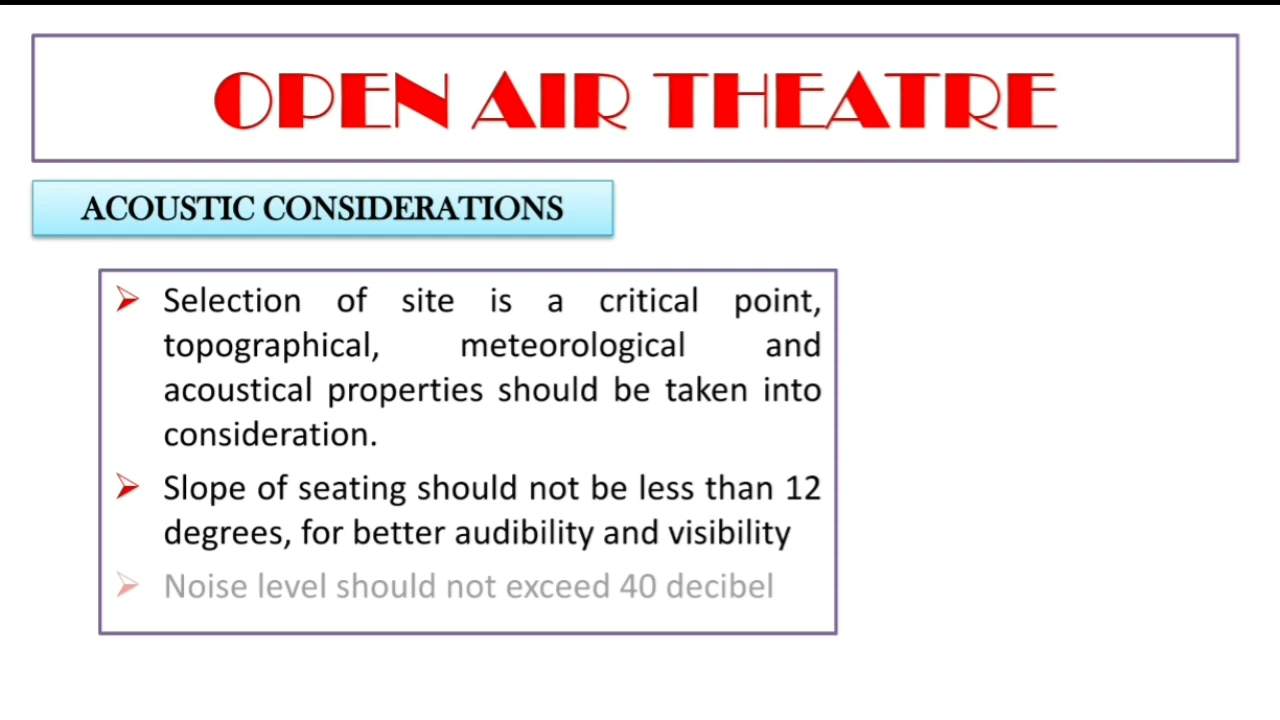 OPEN AIR THEATRE
ACOUSTIC CONSIDERATIONS
Selection of site is a critical point,
topographical, meteorological and
acoustical properties should be taken into
consideration.
Slope of seating should not be less than 12
degrees, for better audibility and visibility
Noise level should not exceed 40 decibel